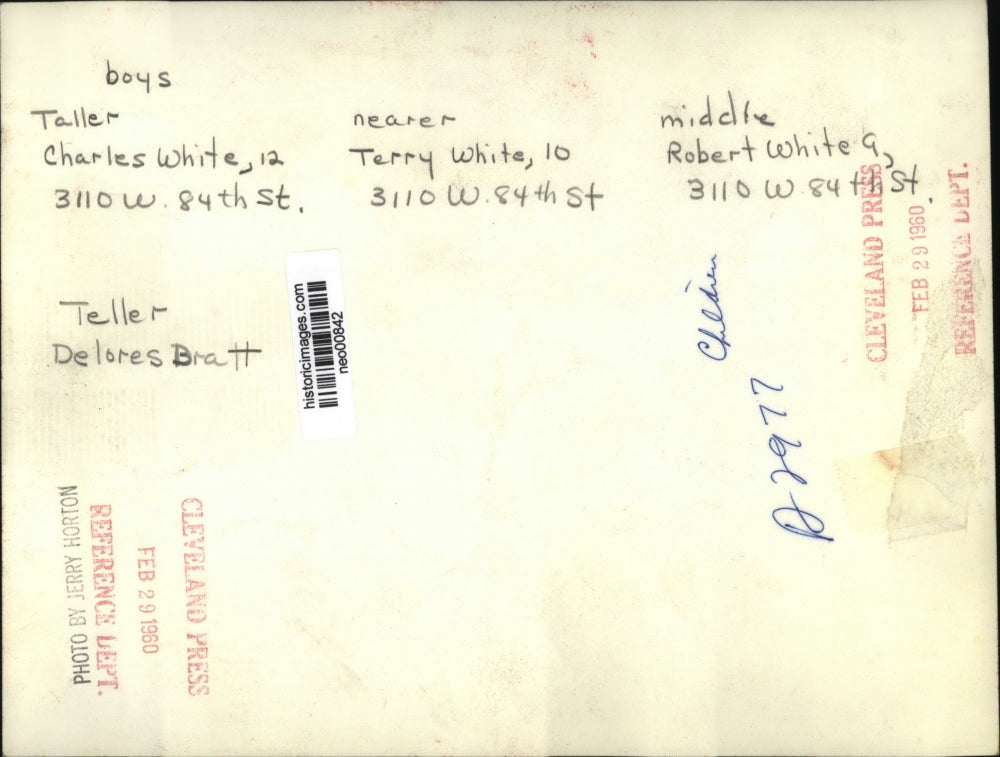 boys
Taller
Charles White, 12
3110 W. 84th St.
nearer
Terry White, 10
3110 W. 84th St
middle
Robert White 9,
3110 W. 84th St.
Teller
Delores Bratt
historicimages.com
neo00842
Children
D 2977
CLEVELAND PRESS
FEB 29 1960
REFERENCE DEPT.
PHOTO BY JERRY HORTON
REFERENCE DEPT.
FEB 29 1960
CLEVELAND PRESS